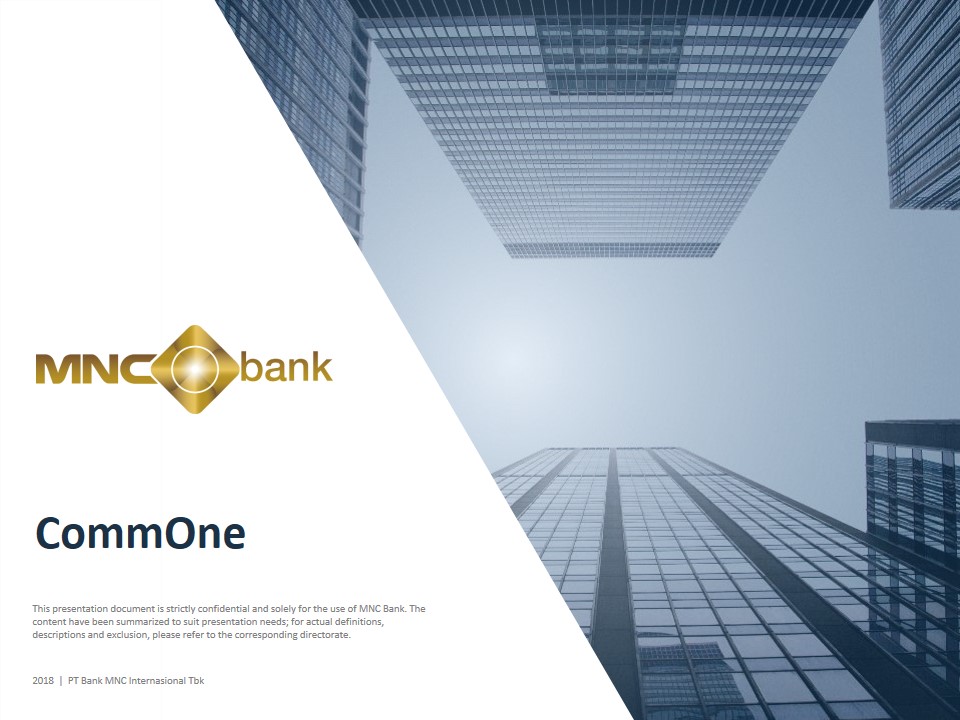 MNC bank
CommOne
This presentation document is strictly confidential and solely for the use of MNC Bank. The
content have been summarized to suit presentation needs; for actual definitions,
descriptions and exclusion, please refer to the corresponding directorate.
2018 | PT Bank MNC Internasional Tbk